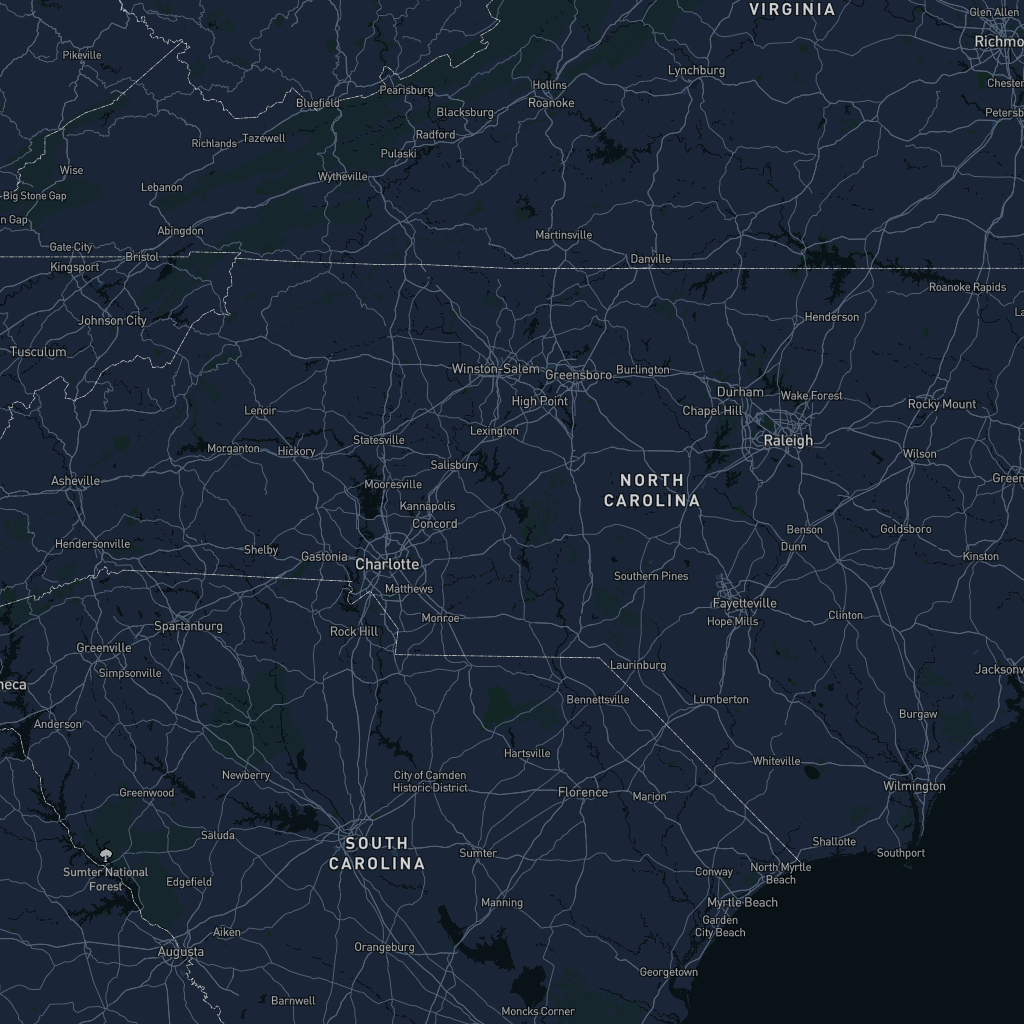 VIRGINIA
Glen Allen
Richmo
Pikeville
Lynchburg
Hollins
Roanoke
Chester
Pearisburg
Bluefield
Blacksburg
Petersb
Radford
Richlands
Tazewell
Pulaski
Wise
Wytheville
Lebanon
-Big Stone Gap
n Gap
Abingdon
Martinsville
Gate City
Bristol
Danville
Kingsport
Roanoke Rapids
La
Johnson City
Henderson
Tusculum
Winston-Salem
Greensboro
Burlington
Durham
Wake Forest
High Point
Chapel Hill
Rocky Mount
Lenoir
Lexington
Statesville
Raleigh
Morganton
Hickory
Wilson
Salisbury
Asheville
Mooresville
NORTH
CAROLINA
Green
Kannapolis
Concord
Benson
Goldsboro
Hendersonville
Shelby
Gastonia
Dunn
Kinston
Charlotte
Southern Pines
Matthews
Fayetteville
Monroe
Clinton
Hope Mills
Spartanburg
Rock Hill
Greenville
Laurinburg
Simpsonville
Jacksonv
neca
Bennettsville
Lumberton
Anderson
Burgaw
Hartsville
Whiteville
Newberry
City of Camden
Historic District
Wilmington
Greenwood
Florence
Marion
Saluda
SOUTH
CAROLINA
Shallotte
Sumter
Southport
Sumter National
Forest
North Myrtle
Beach
Conway
Edgefield
Manning
Myrtle Beach
Garden
City Beach
Aiken
Augusta
Orangeburg
Georgetown
Barnwell
Moncks Corner